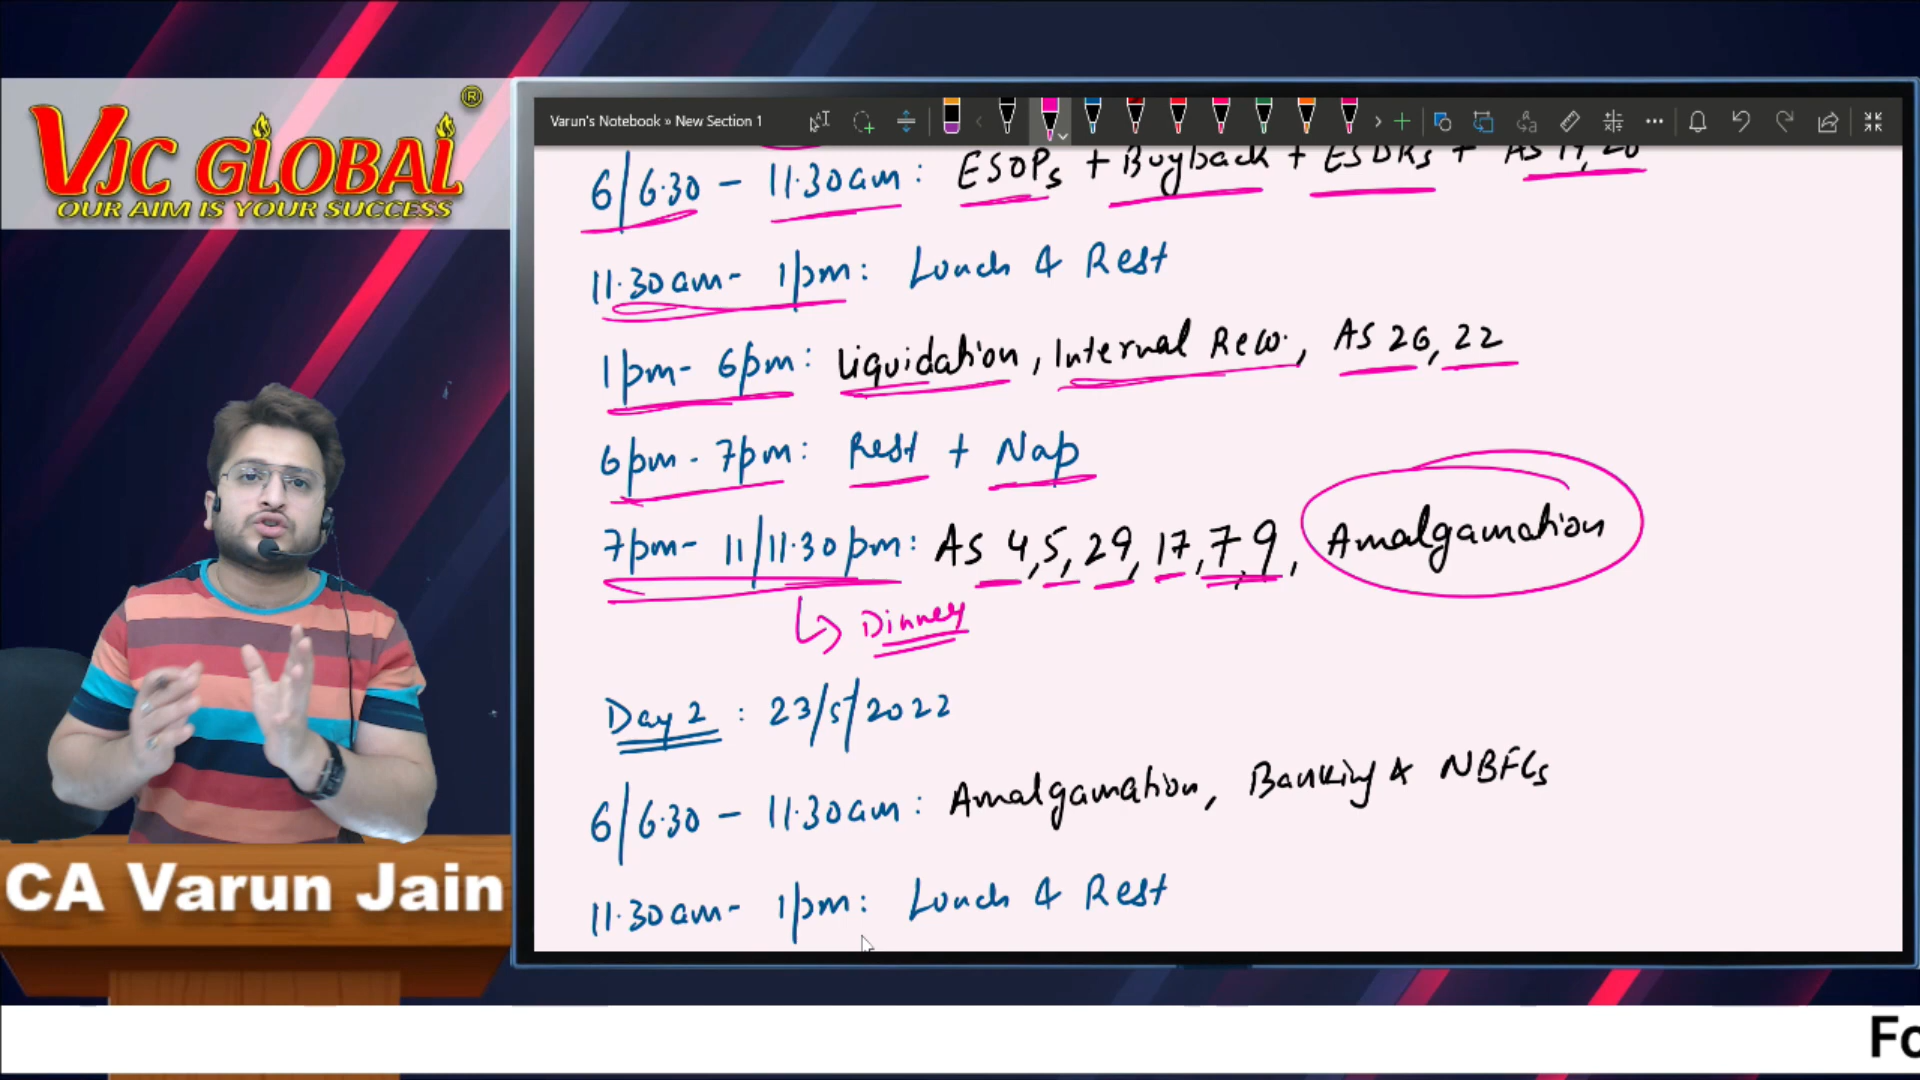 VJC GLOBAL ®
OUR AIM IS YOUR SUCCESS
Varun's Notebook » New Section 1
6/6.30 - 11.30am: ESOPs + Buyback + ESDRs + AS 19, 20
11.30am - 1pm: Lunch & Rest
1pm - 6pm: Liquidation, Internal Reco., AS 26, 22
6pm - 7pm: Rest + Nap
7pm - 11/11.30pm: AS 4, 5, 29, 17, 7, 9, Amalgamation
Dinner
Day 2 : 23/5/2022
6/6.30 - 11.30am: Amalgamation, Banking & NBFCs
11.30am - 1pm: Lunch & Rest
CA Varun Jain
Fo